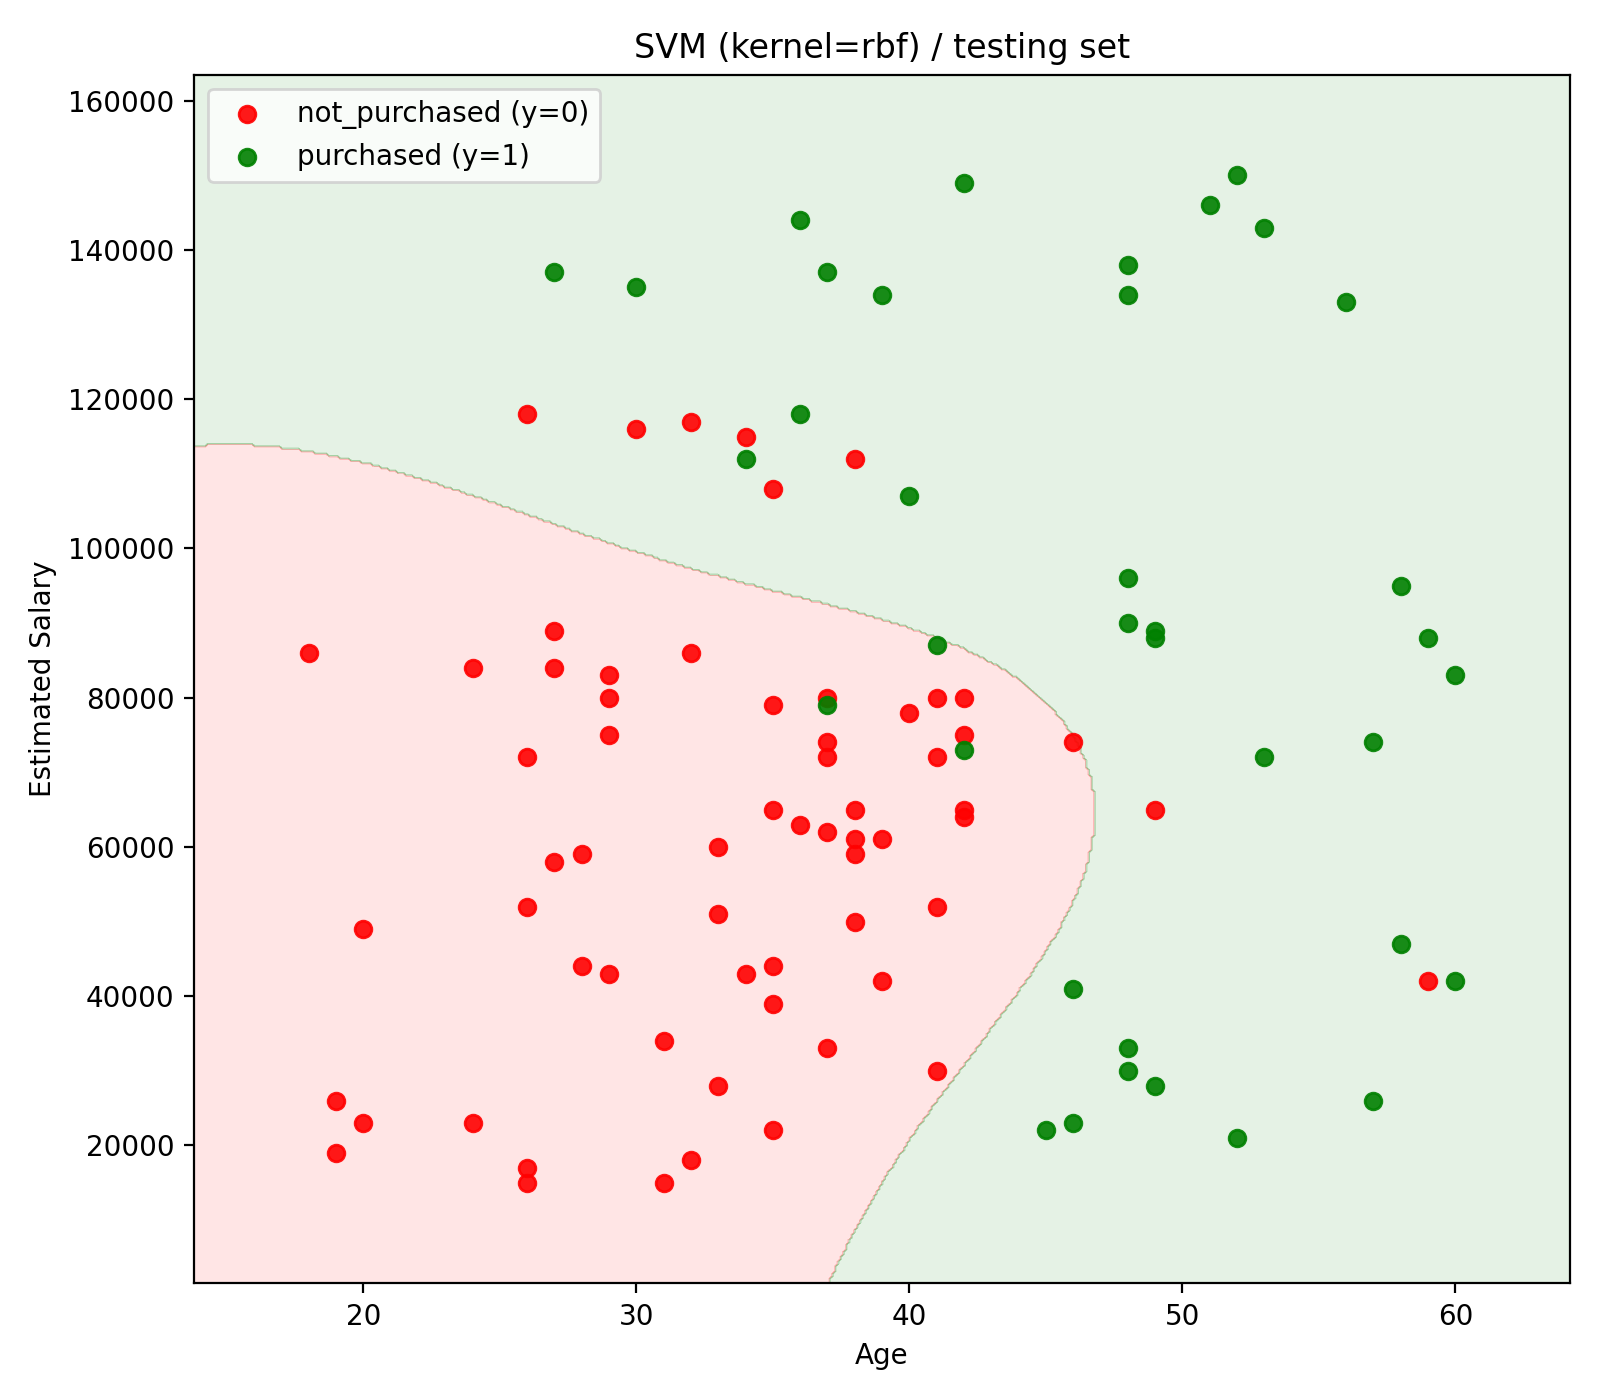 SVM (kernel=rbf) / testing set
not_purchased (y=0)
purchased (y=1)
160000
140000
120000
100000
80000
60000
40000
20000
Estimated Salary
20
30
40
50
60
Age